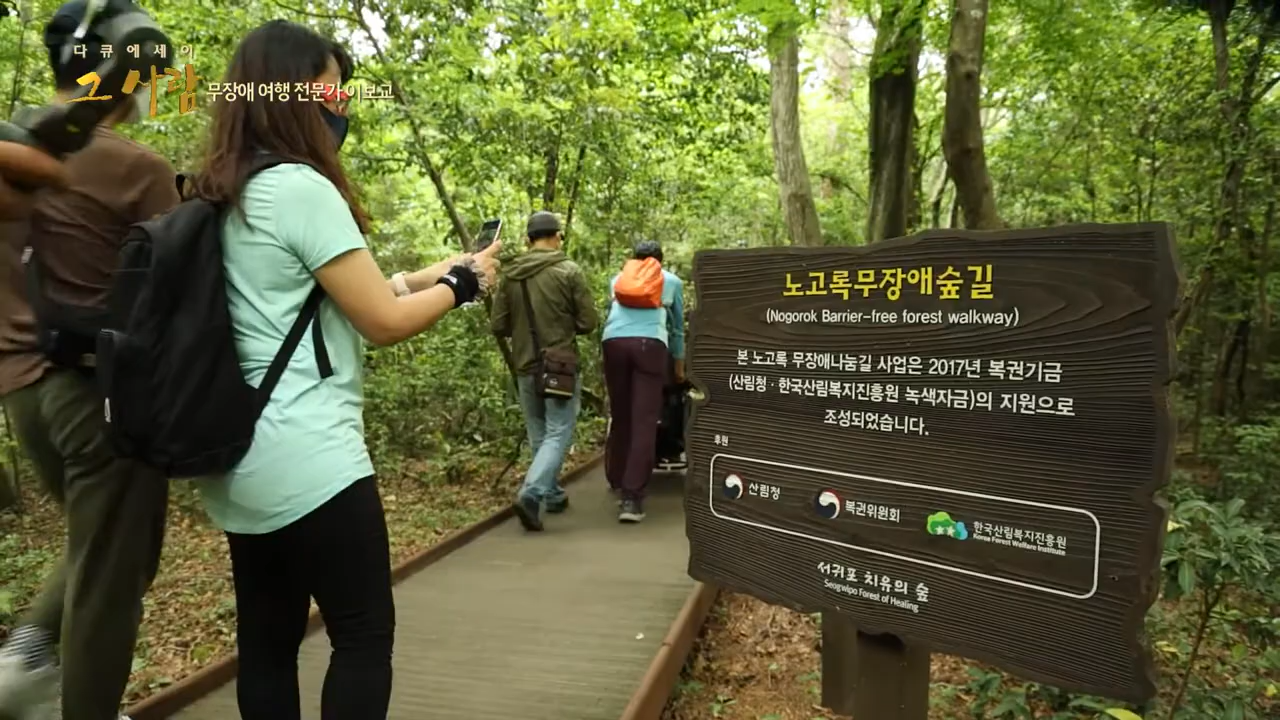 다큐에세이
그 사람 무장애 여행 전문가 이보교
노고록무장애숲길
(Nogorok Barrier-free forest walkway)
본 노고록 무장애나눔길 사업은 2017년 복권기금
(산림청 · 한국산림복지진흥원 녹색자금)의 지원으로
조성되었습니다.
후원
산림청
복권위원회
한국산림복지진흥원
Korea Forest Welfare Institute
서귀포 치유의 숲
Seogwipo Forest of Healing